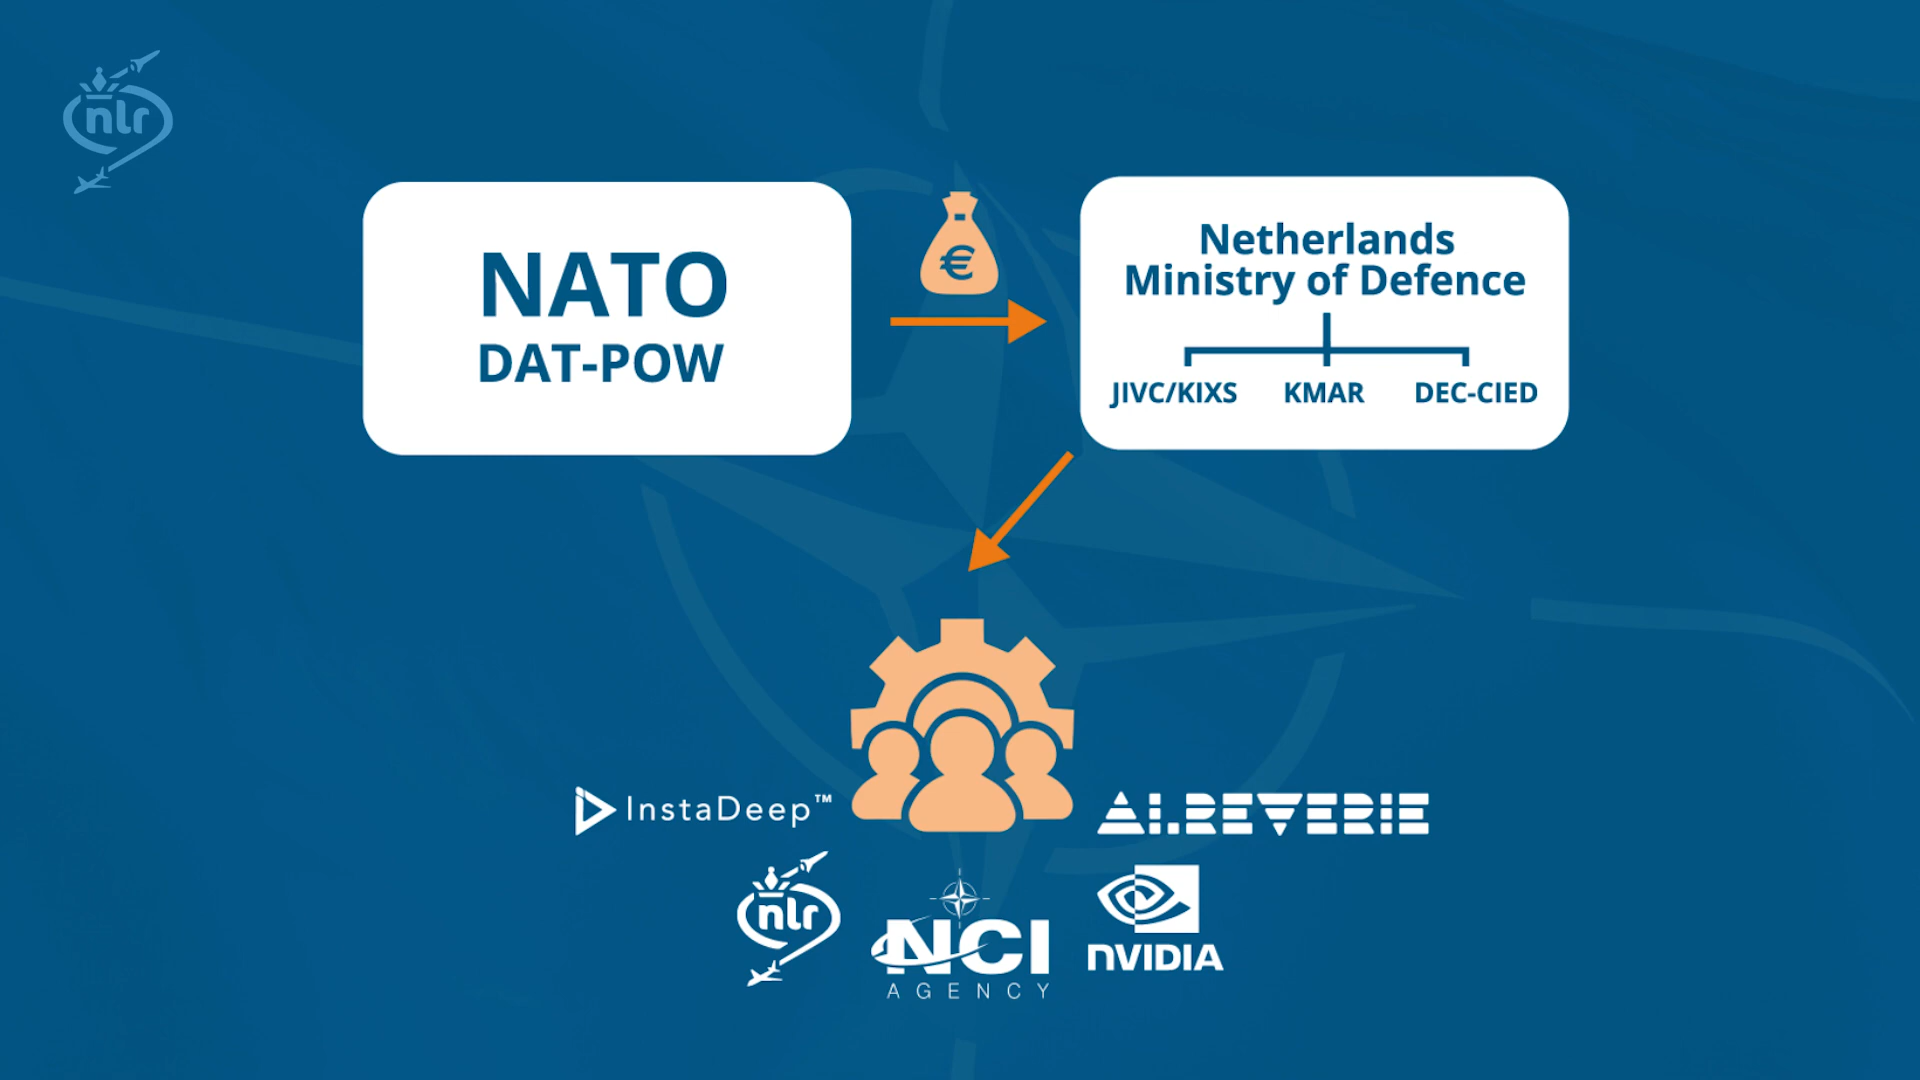 nlr
NATO
DAT-POW
€
Netherlands
Ministry of Defence
JIVC/KIXS KMAR DEC-CIED
InstaDeep™
AI.REVERIE
nlr
NCI
AGENCY
NVIDIA